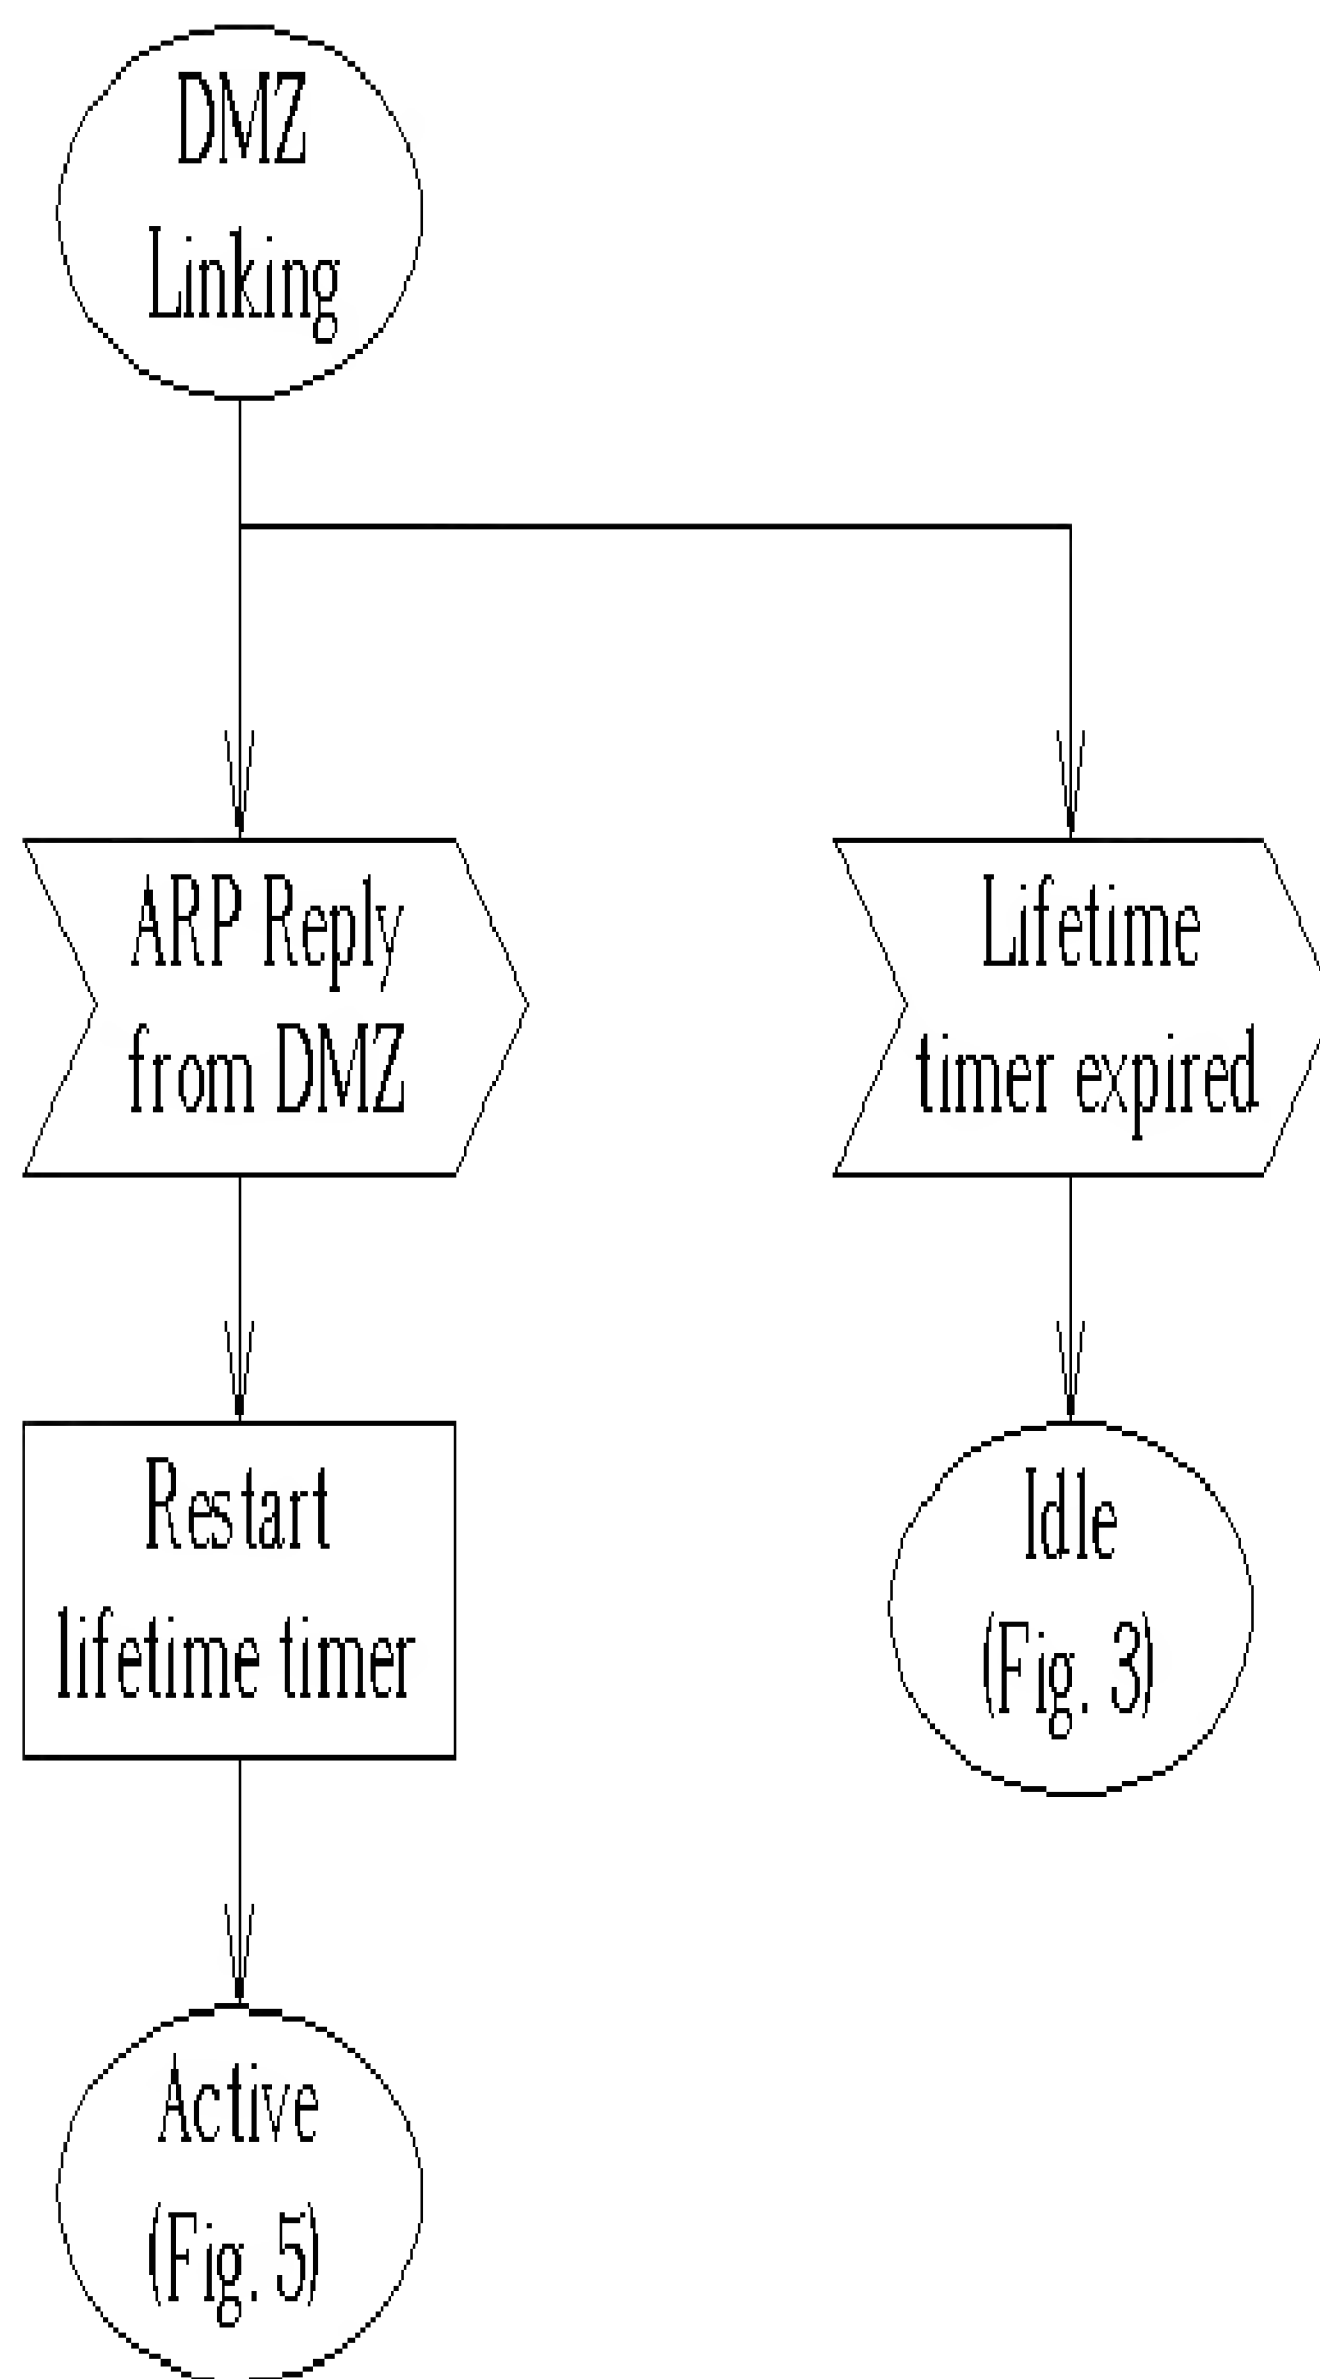 DMZ
Linking
ARP Reply
from DMZ
Lifetime
timer expired
Restart
lifetime timer
Idle
(Fig. 3)
Active
(Fig. 5)